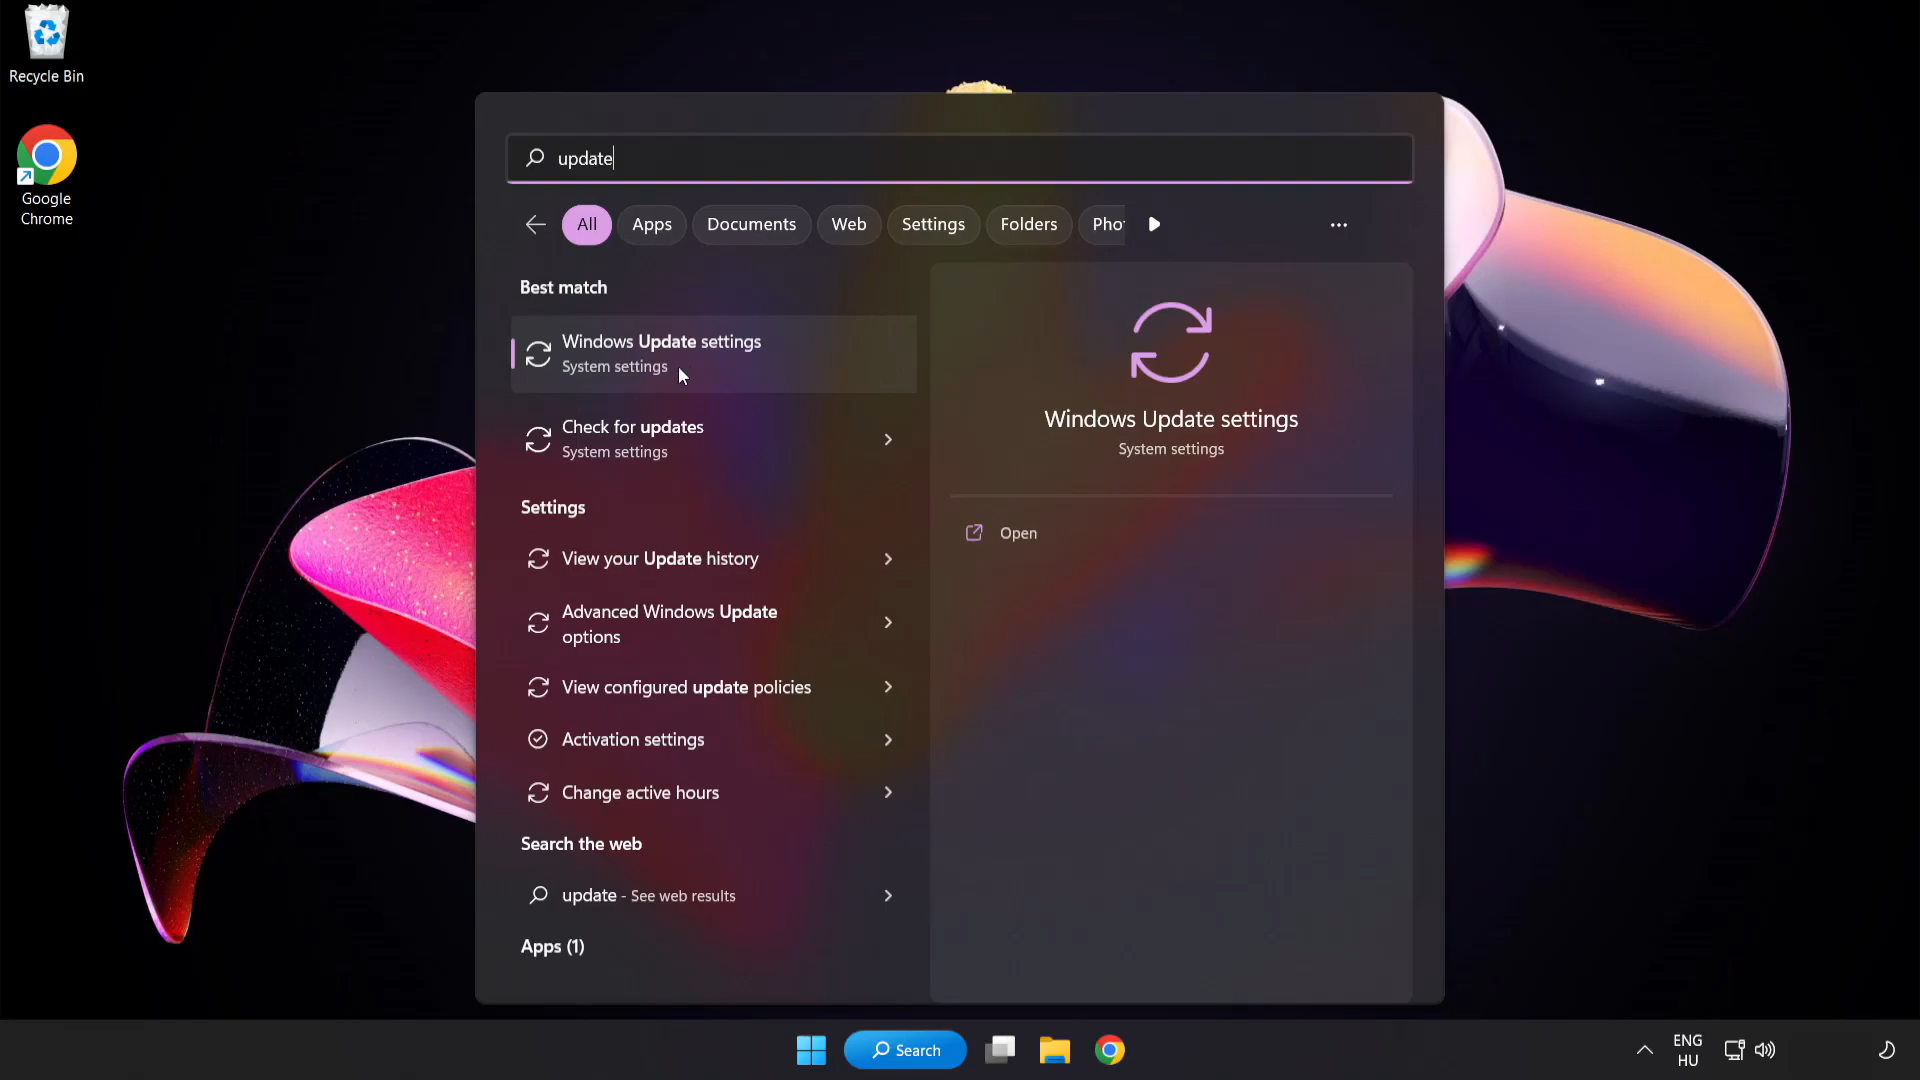 Recycle Bin
Google
Chrome
update
All
Apps
Documents
Web
Settings
Folders
Pho
Best match
Windows Update settings
System settings
Check for updates
System settings
Settings
View your Update history
Advanced Windows Update
options
View configured update policies
Activation settings
Change active hours
Search the web
update - See web results
Apps (1)
Windows Update settings
System settings
Open
Search
ENG
HU